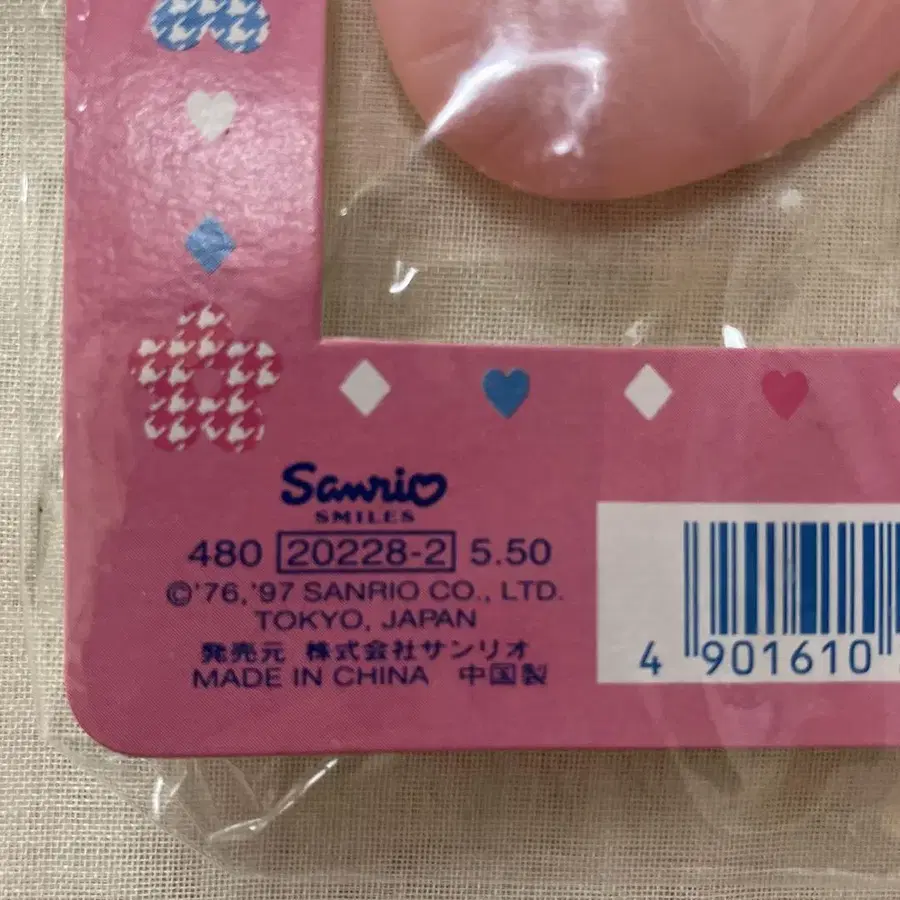 Sanrio
SMILES
480 20228-2 5.50
©'76,'97 SANRIO CO., LTD.
TOKYO, JAPAN
発売元 株式会社サンリオ
MADE IN CHINA 中国製
4 901610